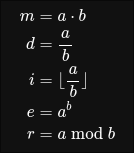 m = a · b
d = a/b
i = ⌊a/b⌋
e = a^b
r = a mod b